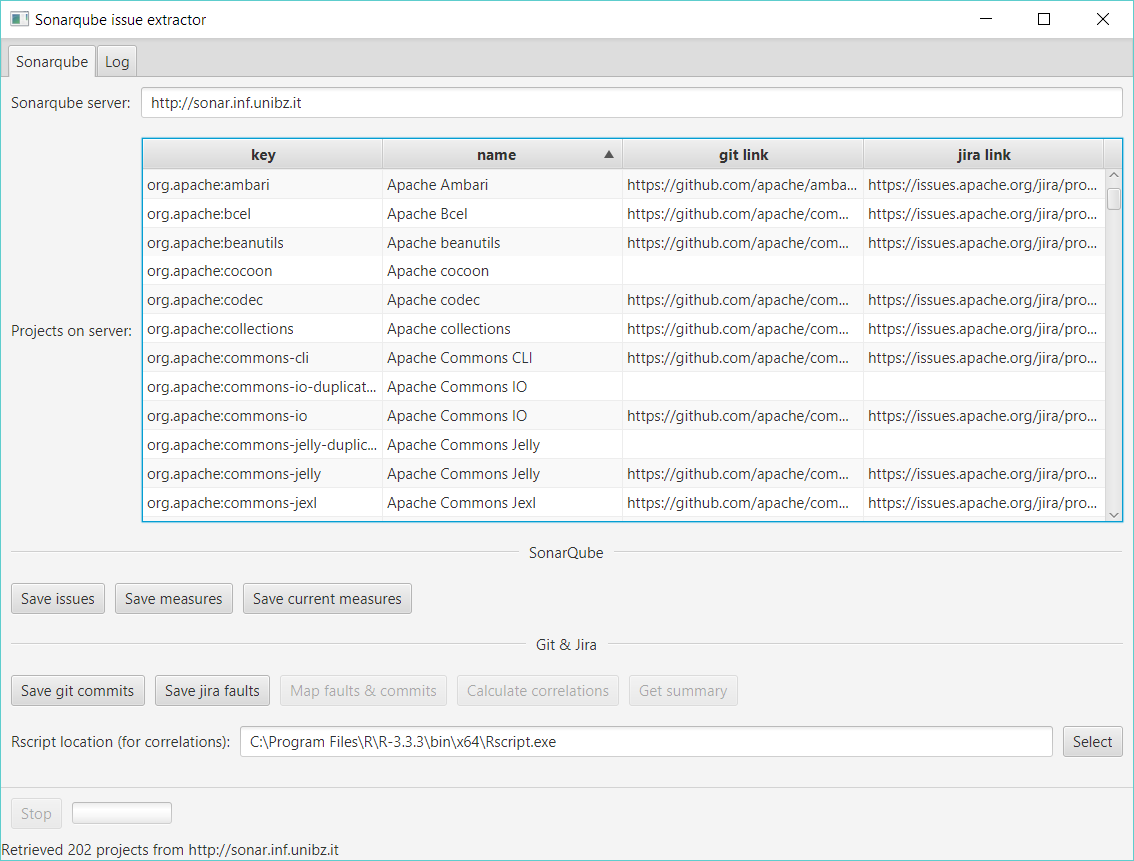 Sonarqube issue extractor
Sonarqube Log
Sonarqube server: http://sonar.inf.unibz.it
key name git link jira link
org.apache:ambari Apache Ambari https://github.com/apache/amba... https://issues.apache.org/jira/pro...
org.apache:bcel Apache Bcel https://github.com/apache/com... https://issues.apache.org/jira/pro...
org.apache:beanutils Apache beanutils https://github.com/apache/com... https://issues.apache.org/jira/pro...
org.apache:cocoon Apache cocoon
org.apache:codec Apache codec https://github.com/apache/com... https://issues.apache.org/jira/pro...
org.apache:collections Apache collections https://github.com/apache/com... https://issues.apache.org/jira/pro...
Projects on server:
org.apache:commons-cli Apache Commons CLI https://github.com/apache/com... https://issues.apache.org/jira/pro...
org.apache:commons-io-duplicat... Apache Commons IO
org.apache:commons-io Apache Commons IO https://github.com/apache/com... https://issues.apache.org/jira/pro...
org.apache:commons-jelly-duplic... Apache Commons Jelly
org.apache:commons-jelly Apache Commons Jelly https://github.com/apache/com... https://issues.apache.org/jira/pro...
org.apache:commons-jexl Apache Commons Jexl https://github.com/apache/com... https://issues.apache.org/jira/pro...
SonarQube
Save issues Save measures Save current measures
Git & Jira
Save git commits Save jira faults Map faults & commits Calculate correlations Get summary
Rscript location (for correlations): C:\Program Files\R\R-3.3.3\bin\x64\Rscript.exe Select
Stop
Retrieved 202 projects from http://sonar.inf.unibz.it